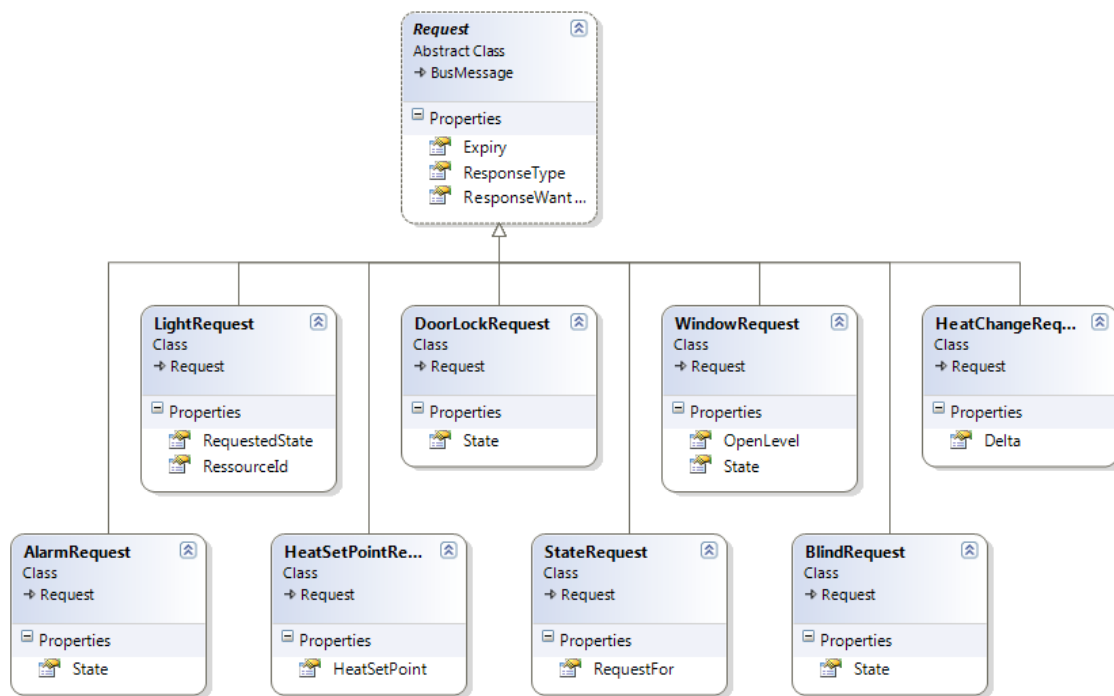 Request
Abstract Class
BusMessage
Properties
Expiry
ResponseType
ResponseWant...
LightRequest
Class
Request
Properties
RequestedState
RessourceId
DoorLockRequest
Class
Request
Properties
State
WindowRequest
Class
Request
Properties
OpenLevel
State
HeatChangeReq...
Class
Request
Properties
Delta
AlarmRequest
Class
Request
Properties
State
HeatSetPointRe...
Class
Request
Properties
HeatSetPoint
StateRequest
Class
Request
Properties
RequestFor
BlindRequest
Class
Request
Properties
State